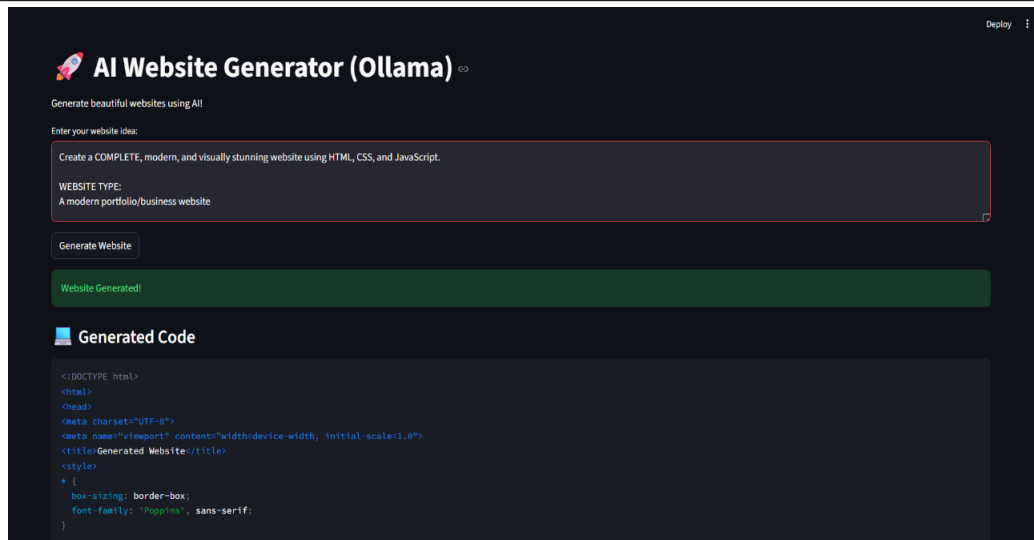 Deploy
🚀 AI Website Generator (Ollama)
Generate beautiful websites using AI!
Enter your website idea:
Create a COMPLETE, modern, and visually stunning website using HTML, CSS, and JavaScript.
WEBSITE TYPE:
A modern portfolio/business website
Generate Website
Website Generated!
💻 Generated Code
<!DOCTYPE html>
<html>
<head>
<meta charset="UTF-8">
<meta name="viewport" content="width=device-width, initial-scale=1.0">
<title>Generated Website</title>
<style>
* {
  box-sizing: border-box;
  font-family: 'Poppins', sans-serif;
}